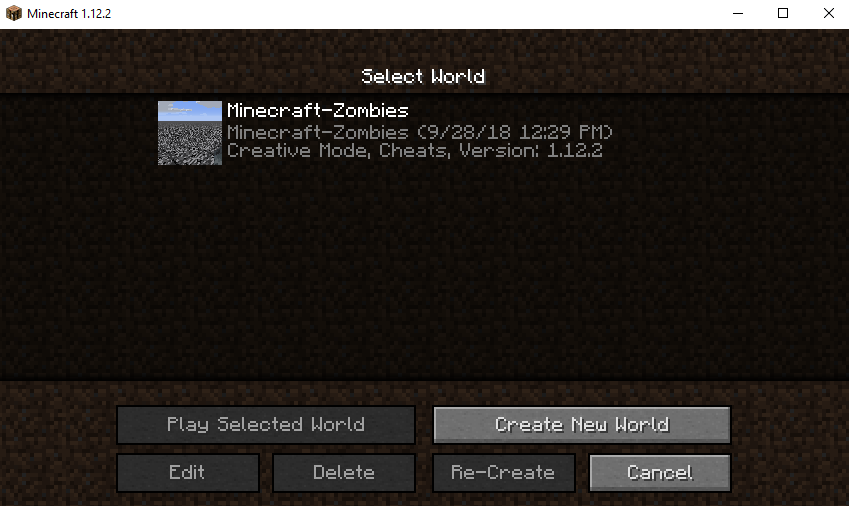 Minecraft 1.12.2
Select World
Minecraft-Zombies
Minecraft-Zombies (9/28/18 12:29 PM)
Creative Mode, Cheats, Version: 1.12.2
Play Selected World
Create New World
Edit
Delete
Re-Create
Cancel